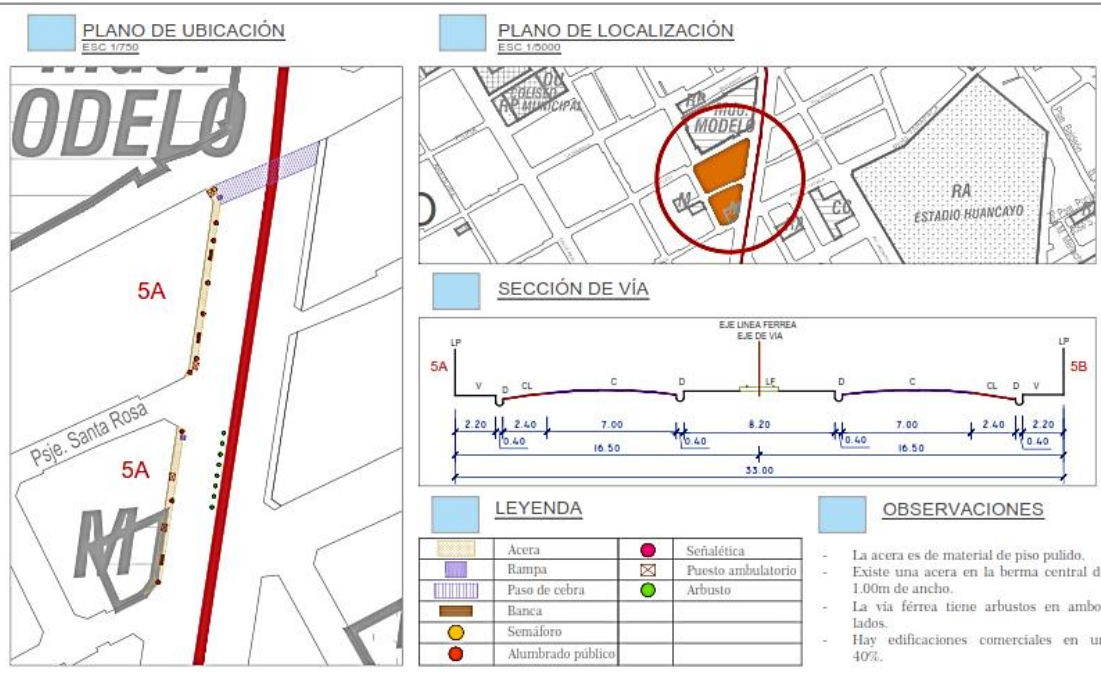 PLANO DE UBICACIÓN
ESC 1/750
ODELO
5A
Psje. Santa Rosa
5A
M
PLANO DE LOCALIZACIÓN
ESC 1/5000
OU
COLISEO
RP MUNICIPAL
MODELO
M
CC
RA
ESTADIO HUANCAYO
SECCIÓN DE VÍA
EJE LINEA FERREA
EJE DE VIA
LP
LP
5A
5B
V
D
CL
C
D
LF
D
C
CL
D
V
2.20
2.40
7.00
8.20
7.00
2.40
2.20
0.40
0.40
0.40
0.40
16.50
16.50
33.00
LEYENDA
Acera
Rampa
Paso de cebra
Banca
Semáforo
Alumbrado público
Señalética
Puesto ambulatorio
Arbusto
OBSERVACIONES
- La acera es de material de piso pulido.
- Existe una acera en la berma central d
1.00m de ancho.
- La vía férrea tiene arbustos en ambo
lados.
- Hay edificaciones comerciales en un
40%.